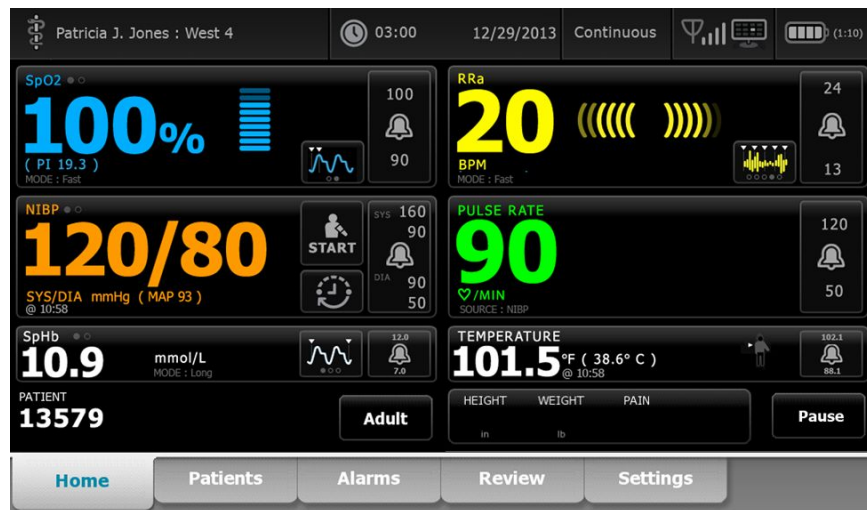 Patricia J. Jones : West 4
03:00
12/29/2013
Continuous
(1:10)
SpO2
100%
( PI 19.3 )
MODE : Fast
100
90
RRa
20
BPM
MODE : Fast
24
13
NIBP
120/80
SYS/DIA mmHg ( MAP 93 )
@ 10:58
START
SYS 160
90
DIA 90
50
PULSE RATE
90
/MIN
SOURCE : NIBP
120
50
SpHb
10.9 mmol/L
MODE : Long
12.0
7.0
TEMPERATURE
101.5 °F ( 38.6° C )
@ 10:58
102.1
88.1
PATIENT
13579
Adult
HEIGHT WEIGHT PAIN
in lb
Pause
Home Patients Alarms Review Settings